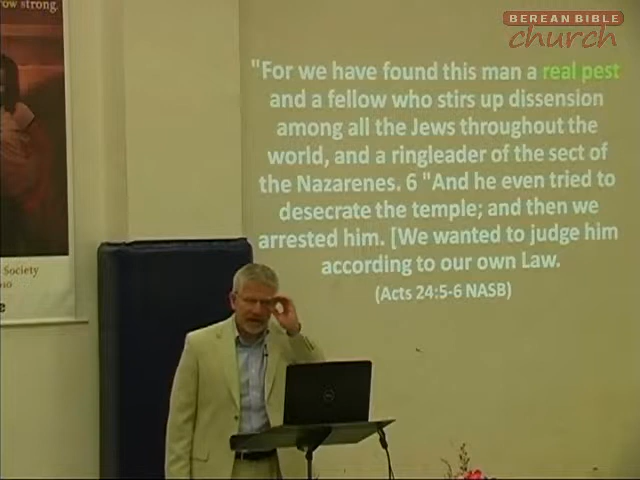 row strong.
BEREAN BIBLE
church
"For we have found this man a real pest
and a fellow who stirs up dissension
among all the Jews throughout the
world, and a ringleader of the sect of
the Nazarenes. 6 "And he even tried to
desecrate the temple; and then we
arrested him. [We wanted to judge him
according to our own Law.
(Acts 24:5-6 NASB)
Society